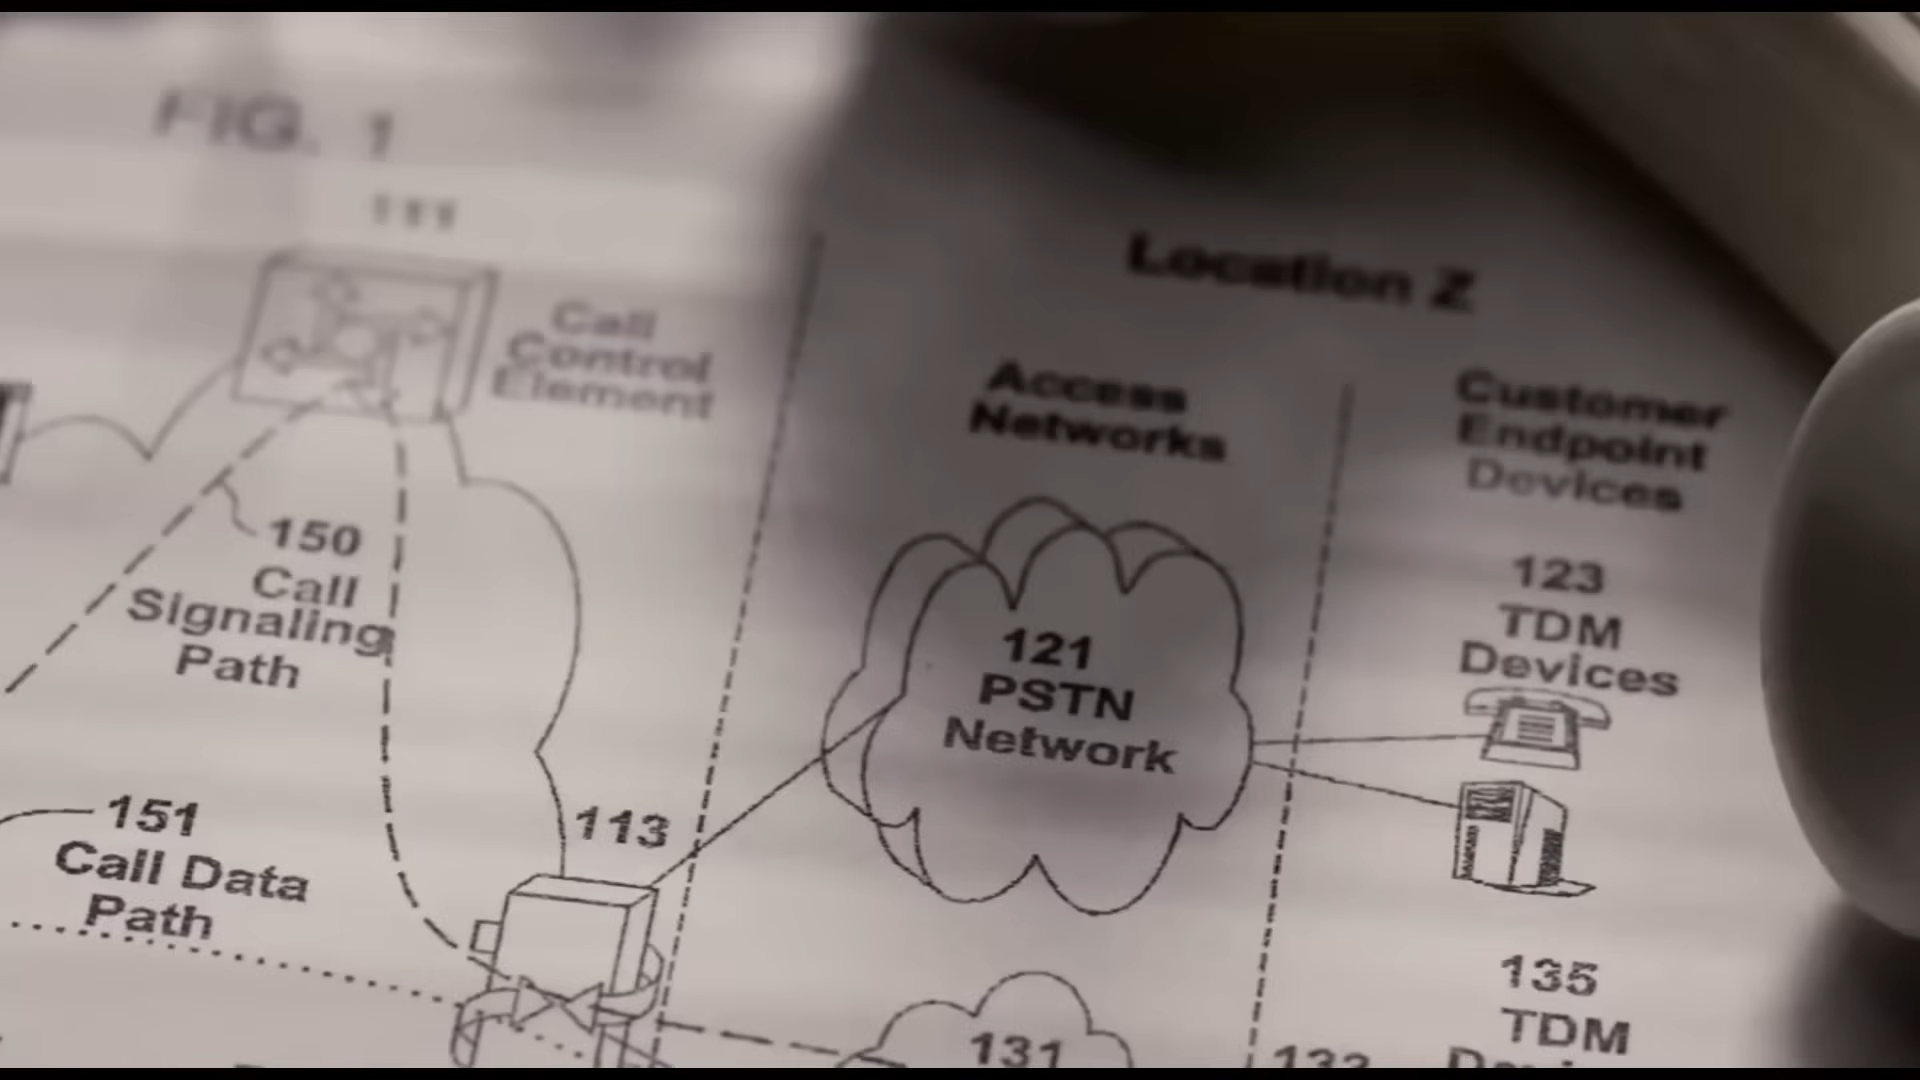 FIG. 1
111
Call
Control
Element
150
Call
Signaling
Path
151
Call Data
Path
113
Location Z
Access
Networks
121
PSTN
Network
131
Customer
Endpoint
Devices
123
TDM
Devices
135
TDM